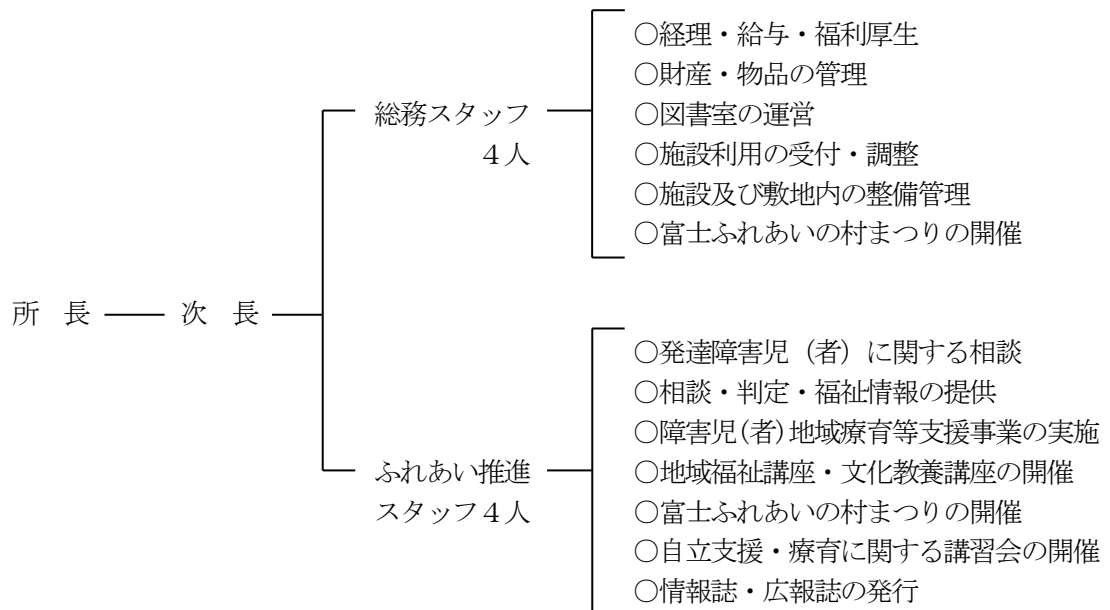 所　長
次　長
総務スタッフ
４人
○経理・給与・福利厚生
○財産・物品の管理
○図書室の運営
○施設利用の受付・調整
○施設及び敷地内の整備管理
○富士ふれあいの村まつりの開催
ふれあい推進
スタッフ４人
○発達障害児（者）に関する相談
○相談・判定・福祉情報の提供
○障害児(者)地域療育等支援事業の実施
○地域福祉講座・文化教養講座の開催
○富士ふれあいの村まつりの開催
○自立支援・療育に関する講習会の開催
○情報誌・広報誌の発行